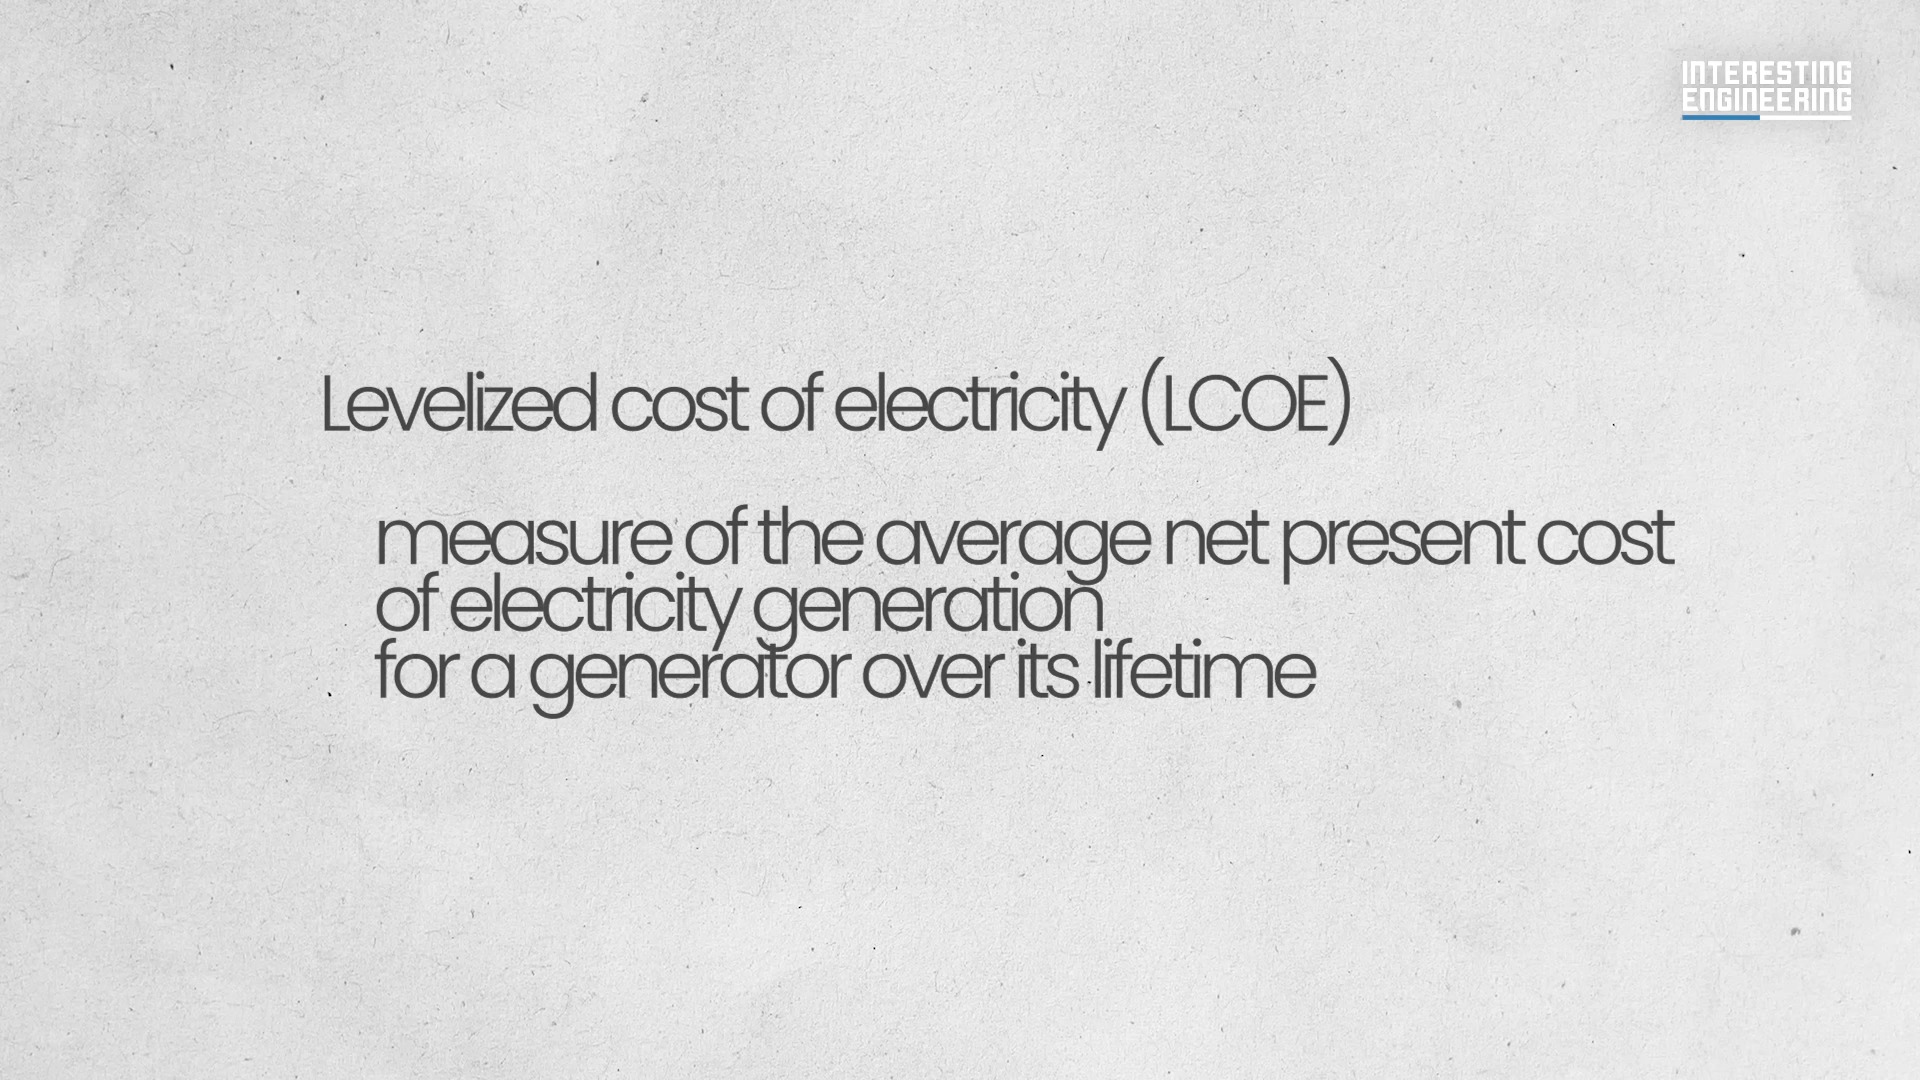 INTERESTING
ENGINEERING
Levelized cost of electricity (LCOE)
measure of the average net present cost
of electricity generation
for a generator over its lifetime